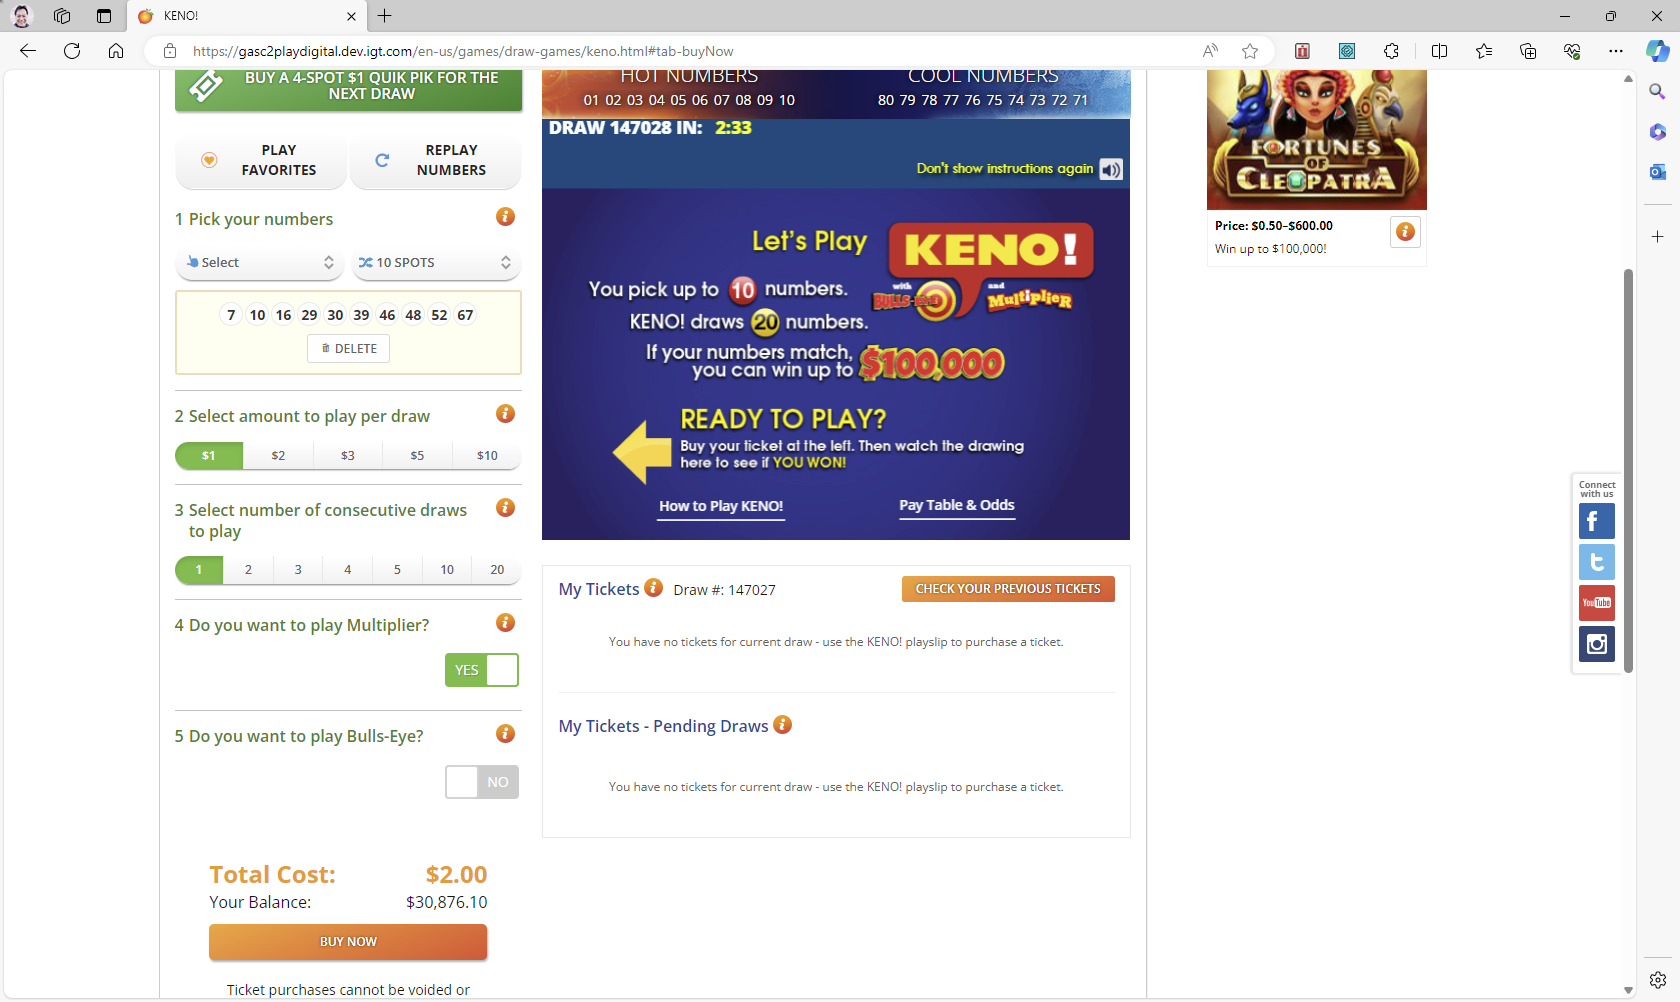 KENO!
https://gasc2playdigital.dev.igt.com/en-us/games/draw-games/keno.html#tab-buyNow
BUY A 4-SPOT $1 QUIK PIK FOR THE
NEXT DRAW
PLAY
FAVORITES
REPLAY
NUMBERS
1 Pick your numbers
Select
10 SPOTS
7 10 16 29 30 39 46 48 52 67
DELETE
2 Select amount to play per draw
$1 $2 $3 $5 $10
3 Select number of consecutive draws
to play
1 2 3 4 5 10 20
4 Do you want to play Multiplier?
YES
5 Do you want to play Bulls-Eye?
NO
Total Cost: $2.00
Your Balance: $30,876.10
BUY NOW
Ticket purchases cannot be voided or
HOT NUMBERS
01 02 03 04 05 06 07 08 09 10
COOL NUMBERS
80 79 78 77 76 75 74 73 72 71
DRAW 147028 IN: 2:33
Don't show instructions again
Let's Play
KENO!
with
BULLS-EYE
and
Multiplier
You pick up to 10 numbers.
KENO! draws 20 numbers.
If your numbers match,
you can win up to $100,000
READY TO PLAY?
Buy your ticket at the left. Then watch the drawing
here to see if YOU WON!
How to Play KENO!
Pay Table & Odds
My Tickets Draw #: 147027
CHECK YOUR PREVIOUS TICKETS
You have no tickets for current draw - use the KENO! playslip to purchase a ticket.
My Tickets - Pending Draws
You have no tickets for current draw - use the KENO! playslip to purchase a ticket.
FORTUNES
OF
CLEOPATRA
Price: $0.50–$600.00
Win up to $100,000!
Connect
with us
YouTube